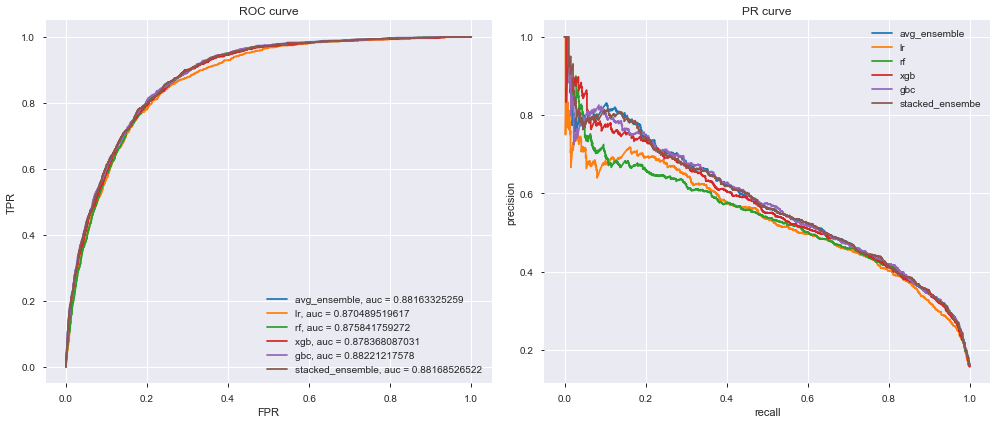 ROC curve
1.0
0.8
0.6
0.4
0.2
0.0
TPR
0.0
0.2
0.4
0.6
0.8
1.0
FPR
avg_ensemble, auc = 0.88163325259
lr, auc = 0.870489519617
rf, auc = 0.875841759272
xgb, auc = 0.878368087031
gbc, auc = 0.88221217578
stacked_ensemble, auc = 0.88168526522
PR curve
1.0
0.8
0.6
0.4
0.2
precision
0.0
0.2
0.4
0.6
0.8
1.0
recall
avg_ensemble
lr
rf
xgb
gbc
stacked_ensembe